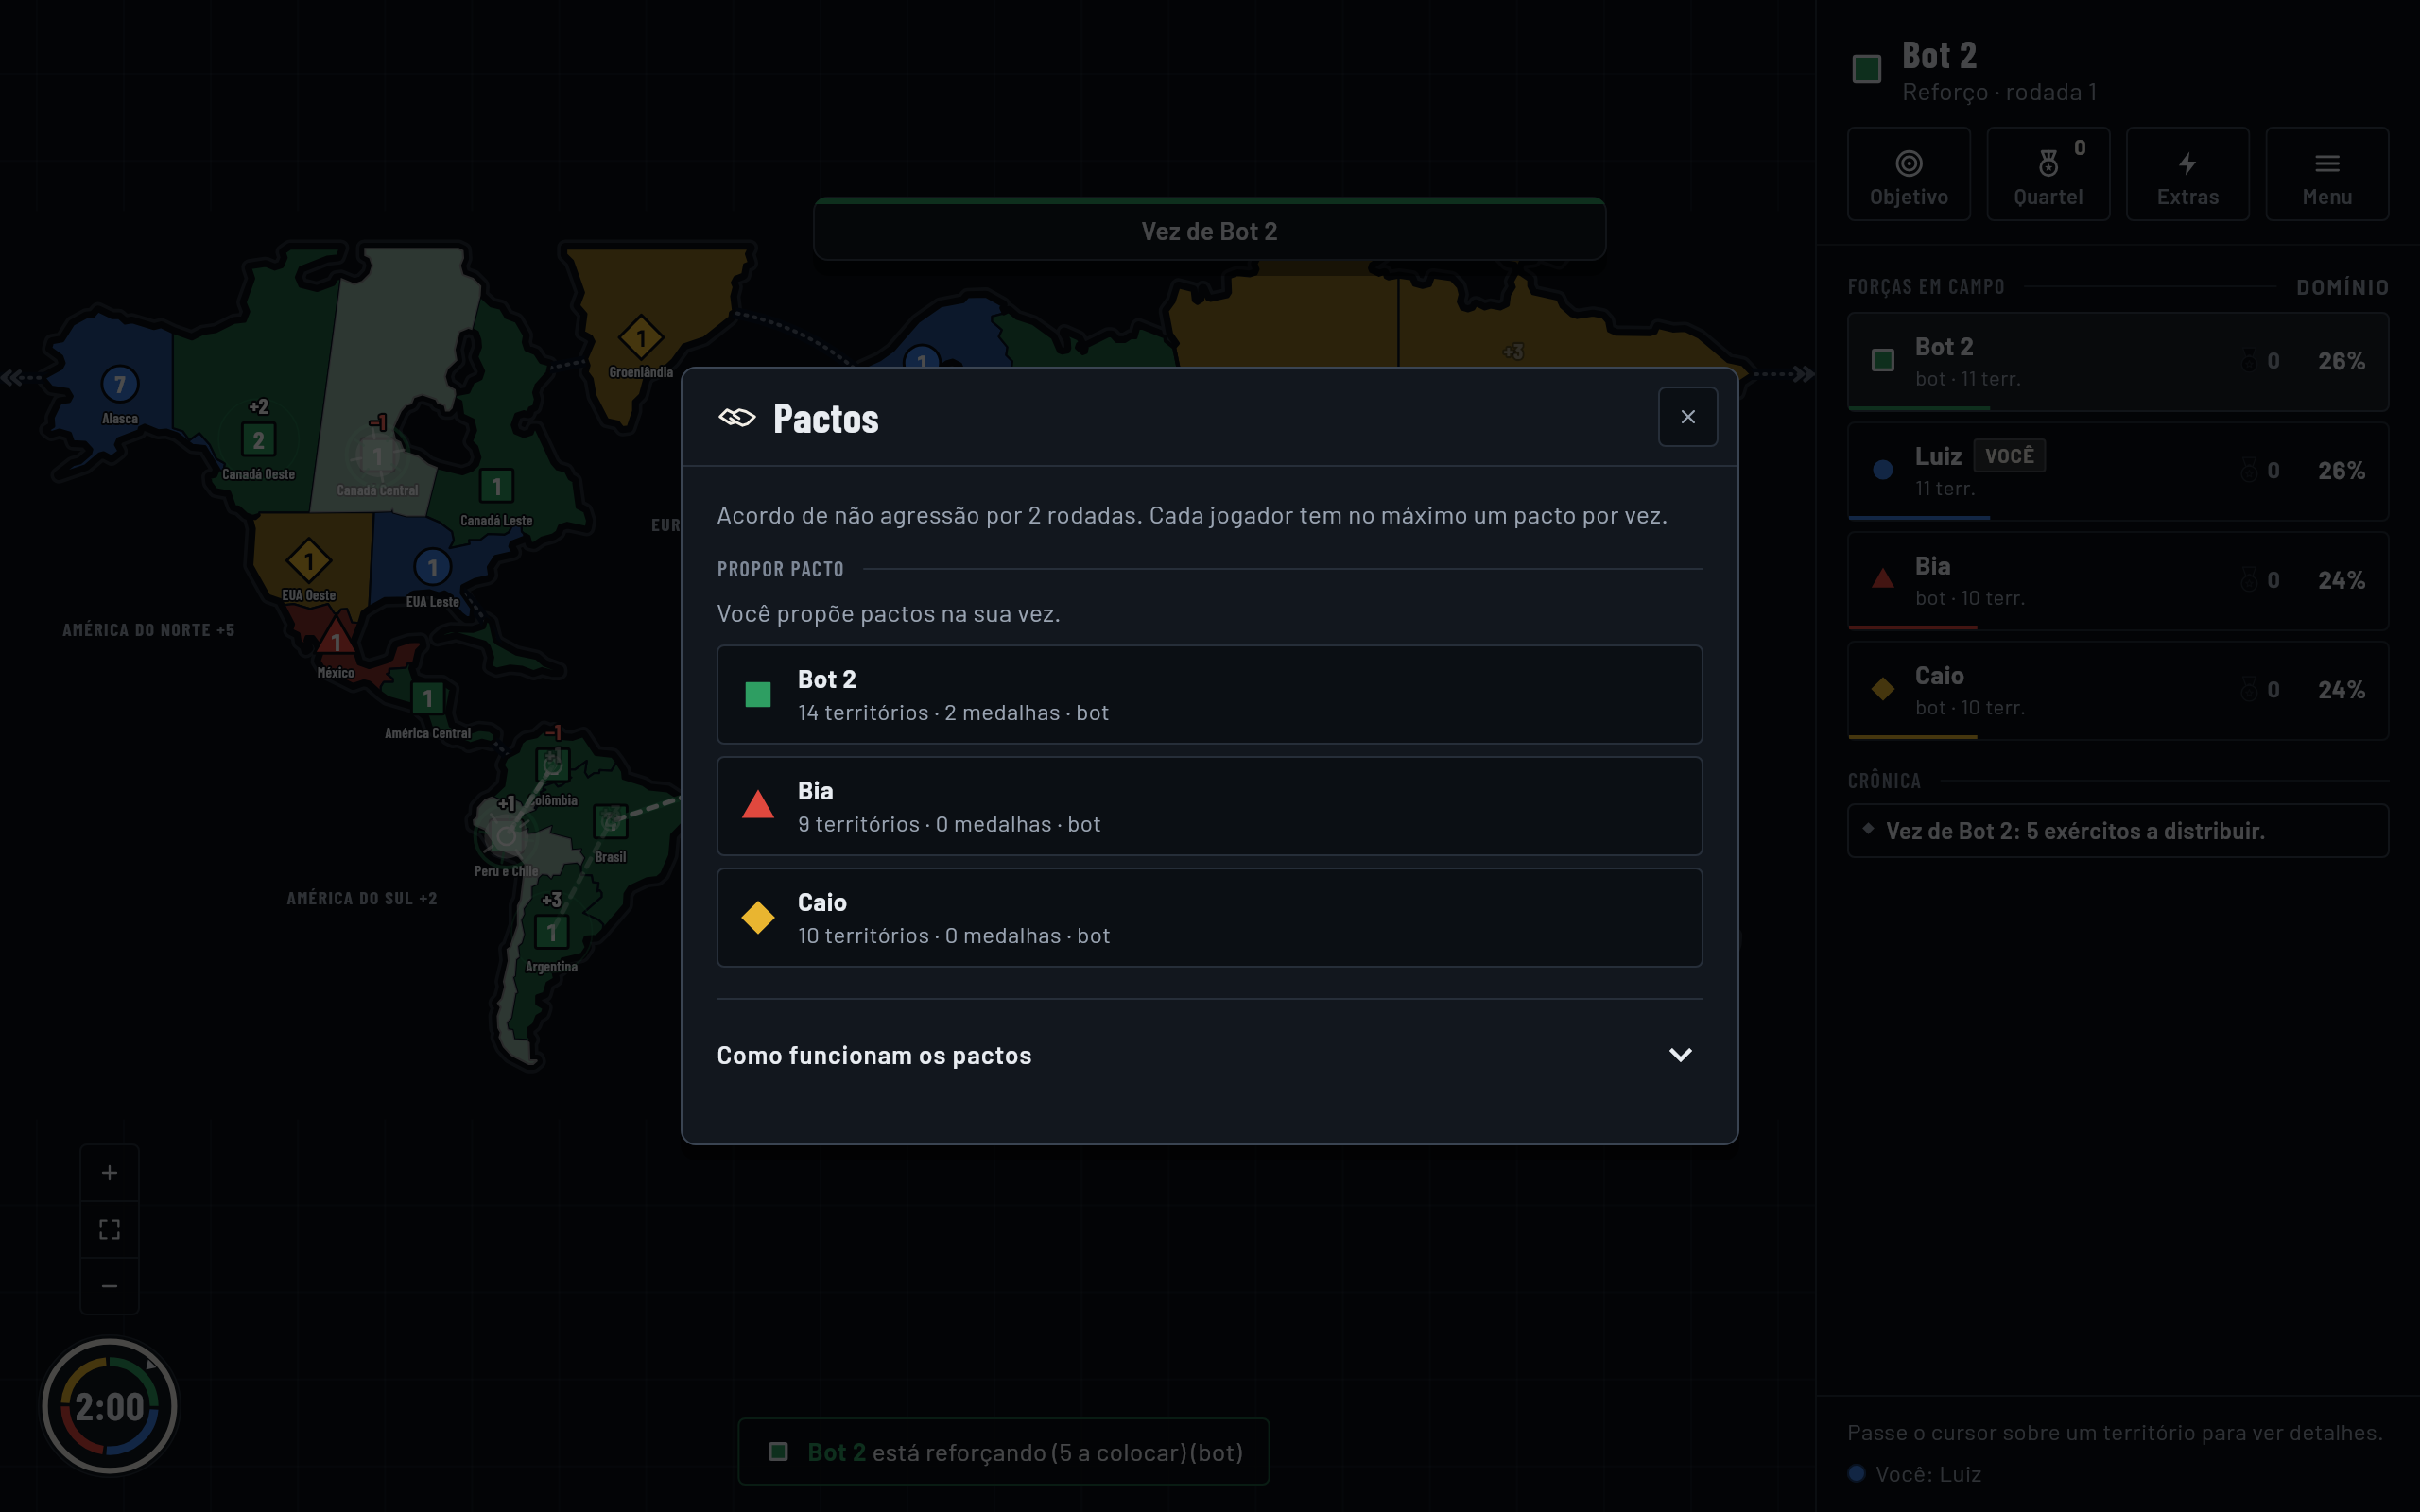 Bot 2
Reforço · rodada 1
Objetivo
0
Quartel
Extras
Menu
Vez de Bot 2
FORÇAS EM CAMPO
DOMÍNIO
Bot 2
bot · 11 terr.
0
26%
Luiz VOCÊ
11 terr.
0
26%
Bia
bot · 10 terr.
0
24%
Caio
bot · 10 terr.
0
24%
CRÔNICA
Vez de Bot 2: 5 exércitos a distribuir.
7
Alasca
+2
2
Canadá Oeste
-1
1
Canadá Central
1
Canadá Leste
1
Groenlândia
1
+3
1
EUA Oeste
1
EUA Leste
EUR
AMÉRICA DO NORTE +5
1
México
1
América Central
-1
+1
olômbia
+1
Peru e Chile
Brasil
AMÉRICA DO SUL +2
+3
1
Argentina
Pactos
Acordo de não agressão por 2 rodadas. Cada jogador tem no máximo um pacto por vez.
PROPOR PACTO
Você propõe pactos na sua vez.
Bot 2
14 territórios · 2 medalhas · bot
Bia
9 territórios · 0 medalhas · bot
Caio
10 territórios · 0 medalhas · bot
Como funcionam os pactos
2:00
Bot 2 está reforçando (5 a colocar) (bot)
Passe o cursor sobre um território para ver detalhes.
Você: Luiz